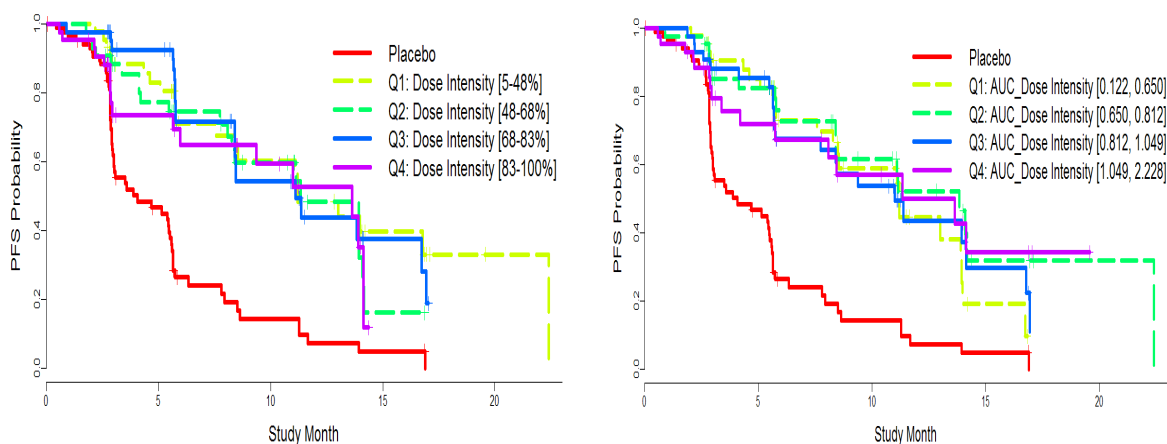 PFS Probability
0.0
0.2
0.4
0.6
0.8
1.0
0
5
10
15
20
Study Month
Placebo
Q1: Dose Intensity [5-48%]
Q2: Dose Intensity [48-68%]
Q3: Dose Intensity [68-83%]
Q4: Dose Intensity [83-100%]
PFS Probability
0.0
0.2
0.4
0.6
0.8
1.0
0
5
10
15
20
Study Month
Placebo
Q1: AUC_Dose Intensity [0.122, 0.650]
Q2: AUC_Dose Intensity [0.650, 0.812]
Q3: AUC_Dose Intensity [0.812, 1.049]
Q4: AUC_Dose Intensity [1.049, 2.228]